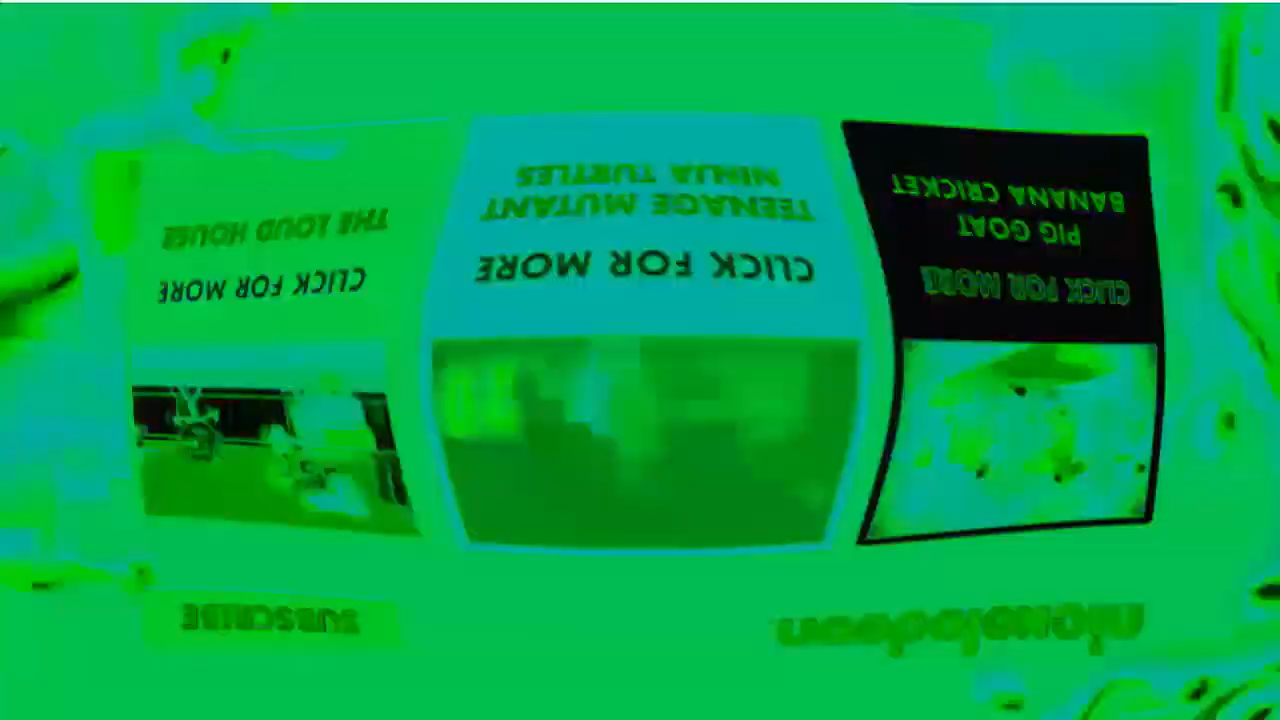 nickelodeon
SUBSCRIBE
CLICK FOR MORE
PIG GOAT
BANANA CRICKET
CLICK FOR MORE
TEENAGE MUTANT
NINJA TURTLES
CLICK FOR MORE
THE LOUD HOUSE